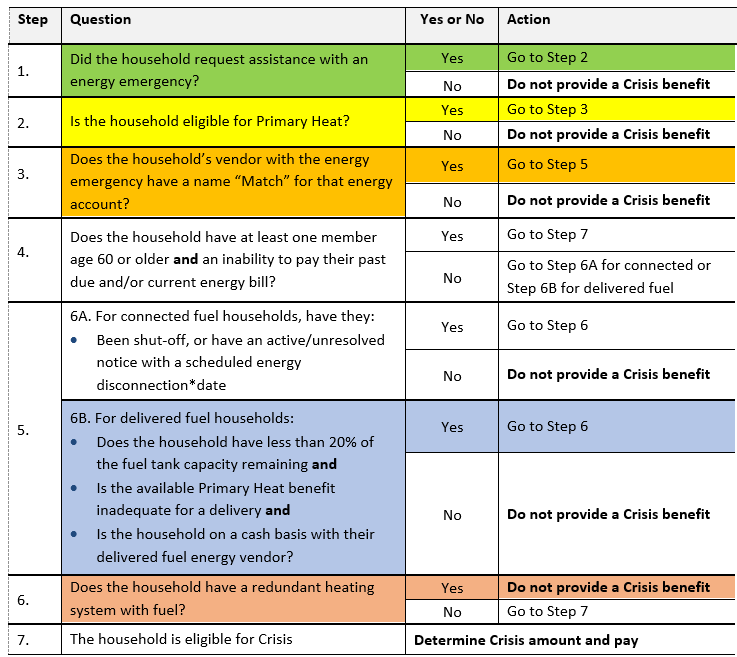 Step Question Yes or No Action
1. Did the household request assistance with an
energy emergency?
Yes Go to Step 2
No Do not provide a Crisis benefit
2. Is the household eligible for Primary Heat?
Yes Go to Step 3
No Do not provide a Crisis benefit
3. Does the household's vendor with the energy
emergency have a name “Match” for that energy
account?
Yes Go to Step 5
No Do not provide a Crisis benefit
4. Does the household have at least one member
age 60 or older and an inability to pay their past
due and/or current energy bill?
Yes Go to Step 7
No Go to Step 6A for connected or
Step 6B for delivered fuel
5. 6A. For connected fuel households, have they:
• Been shut-off, or have an active/unresolved
notice with a scheduled energy
disconnection*date
Yes Go to Step 6
No Do not provide a Crisis benefit
6B. For delivered fuel households:
• Does the household have less than 20% of
the fuel tank capacity remaining and
• Is the available Primary Heat benefit
inadequate for a delivery and
• Is the household on a cash basis with their
delivered fuel energy vendor?
Yes Go to Step 6
No Do not provide a Crisis benefit
6. Does the household have a redundant heating
system with fuel?
Yes Do not provide a Crisis benefit
No Go to Step 7
7. The household is eligible for Crisis Determine Crisis amount and pay